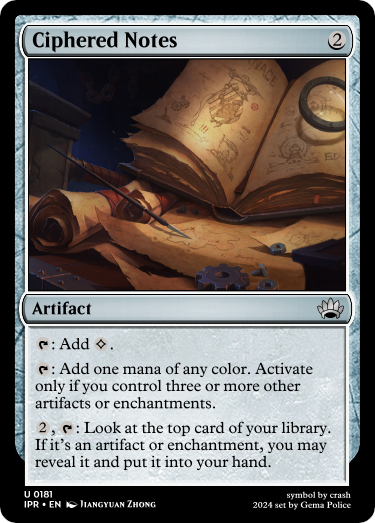 Ciphered Notes 2
Artifact
: Add .
: Add one mana of any color. Activate
only if you control three or more other
artifacts or enchantments.
2, : Look at the top card of your library.
If it's an artifact or enchantment, you may
reveal it and put it into your hand.
U 0181
IPR • EN Jiangyuan Zhong
symbol by crash
2024 set by Gema Police